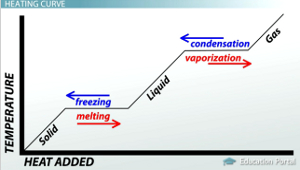 HEATING CURVE
condensation
vaporization
Gas
Liquid
freezing
melting
Solid
TEMPERATURE
HEAT ADDED
Education Portal